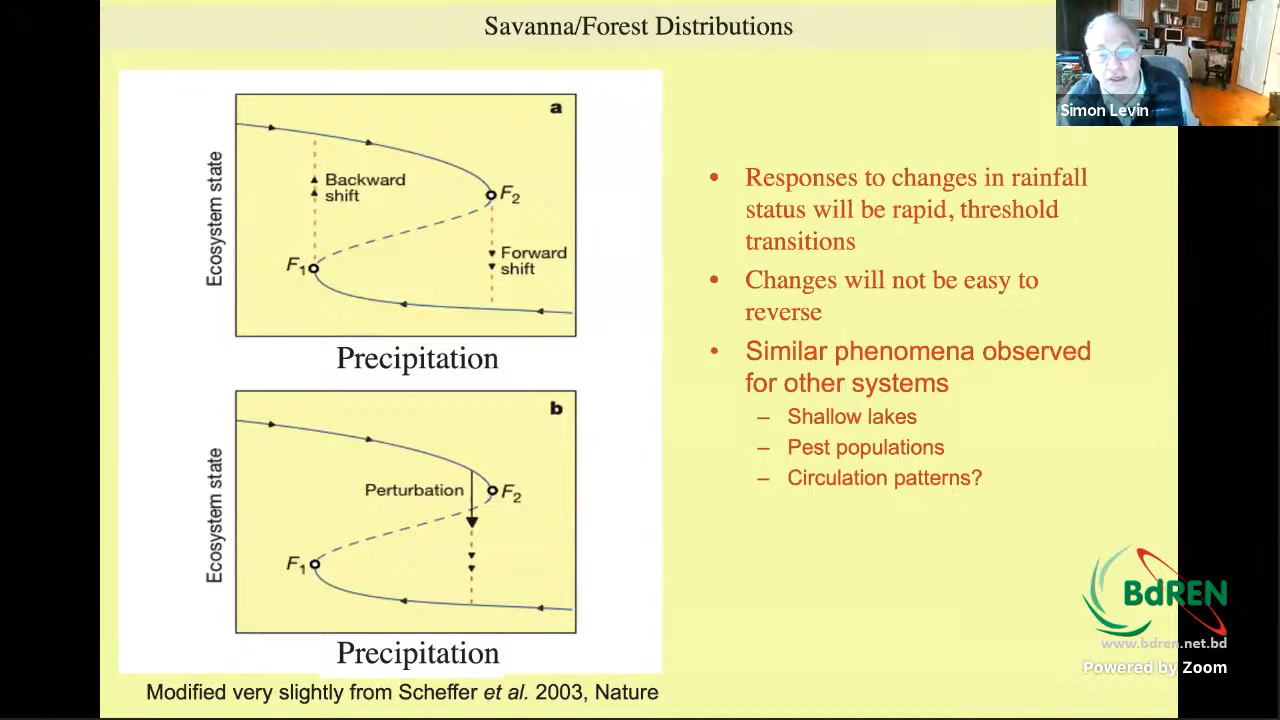 Savanna/Forest Distributions
Simon Levin
a
Ecosystem state
Backward
shift
F2
F1
Forward
shift
Precipitation
b
Ecosystem state
Perturbation
F2
F1
Precipitation
Modified very slightly from Scheffer et al. 2003, Nature
• Responses to changes in rainfall
status will be rapid, threshold
transitions
• Changes will not be easy to
reverse
• Similar phenomena observed
for other systems
– Shallow lakes
– Pest populations
– Circulation patterns?
BdREN
www.bdren.net.bd
Powered by Zoom